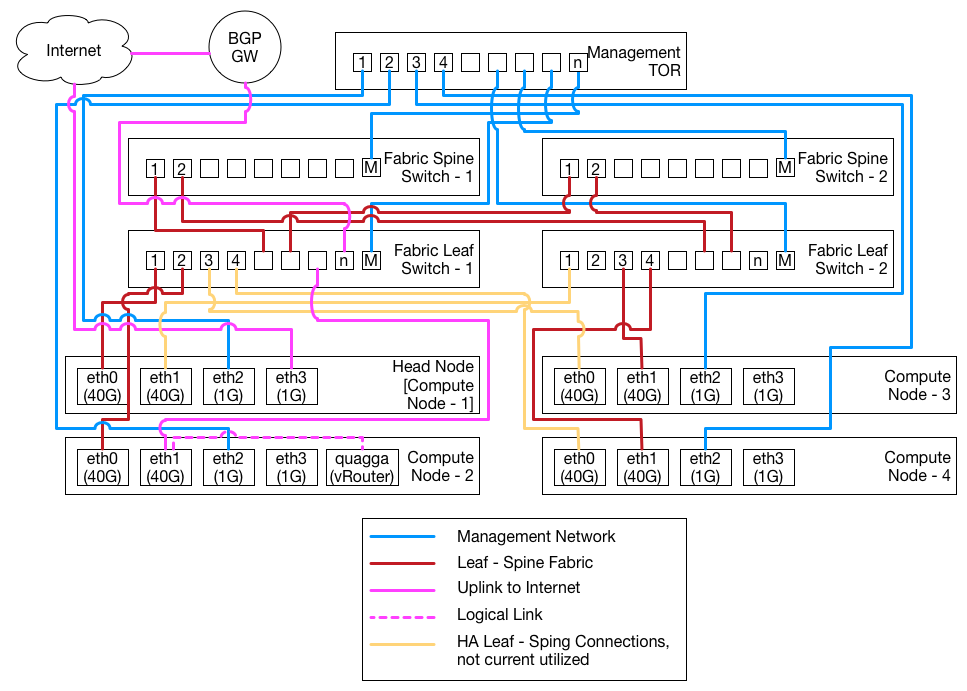 Internet
BGP
GW
1 2 3 4 n
Management
TOR
1 2 M
Fabric Spine
Switch - 1
1 2 M
Fabric Spine
Switch - 2
1 2 3 4 n M
Fabric Leaf
Switch - 1
1 2 3 4 n M
Fabric Leaf
Switch - 2
eth0
(40G)
eth1
(40G)
eth2
(1G)
eth3
(1G)
Head Node
[Compute
Node - 1]
eth0
(40G)
eth1
(40G)
eth2
(1G)
eth3
(1G)
Compute
Node - 3
eth0
(40G)
eth1
(40G)
eth2
(1G)
eth3
(1G)
quagga
(vRouter)
Compute
Node - 2
eth0
(40G)
eth1
(40G)
eth2
(1G)
eth3
(1G)
Compute
Node - 4
Management Network
Leaf - Spine Fabric
Uplink to Internet
Logical Link
HA Leaf - Sping Connections,
not current utilized